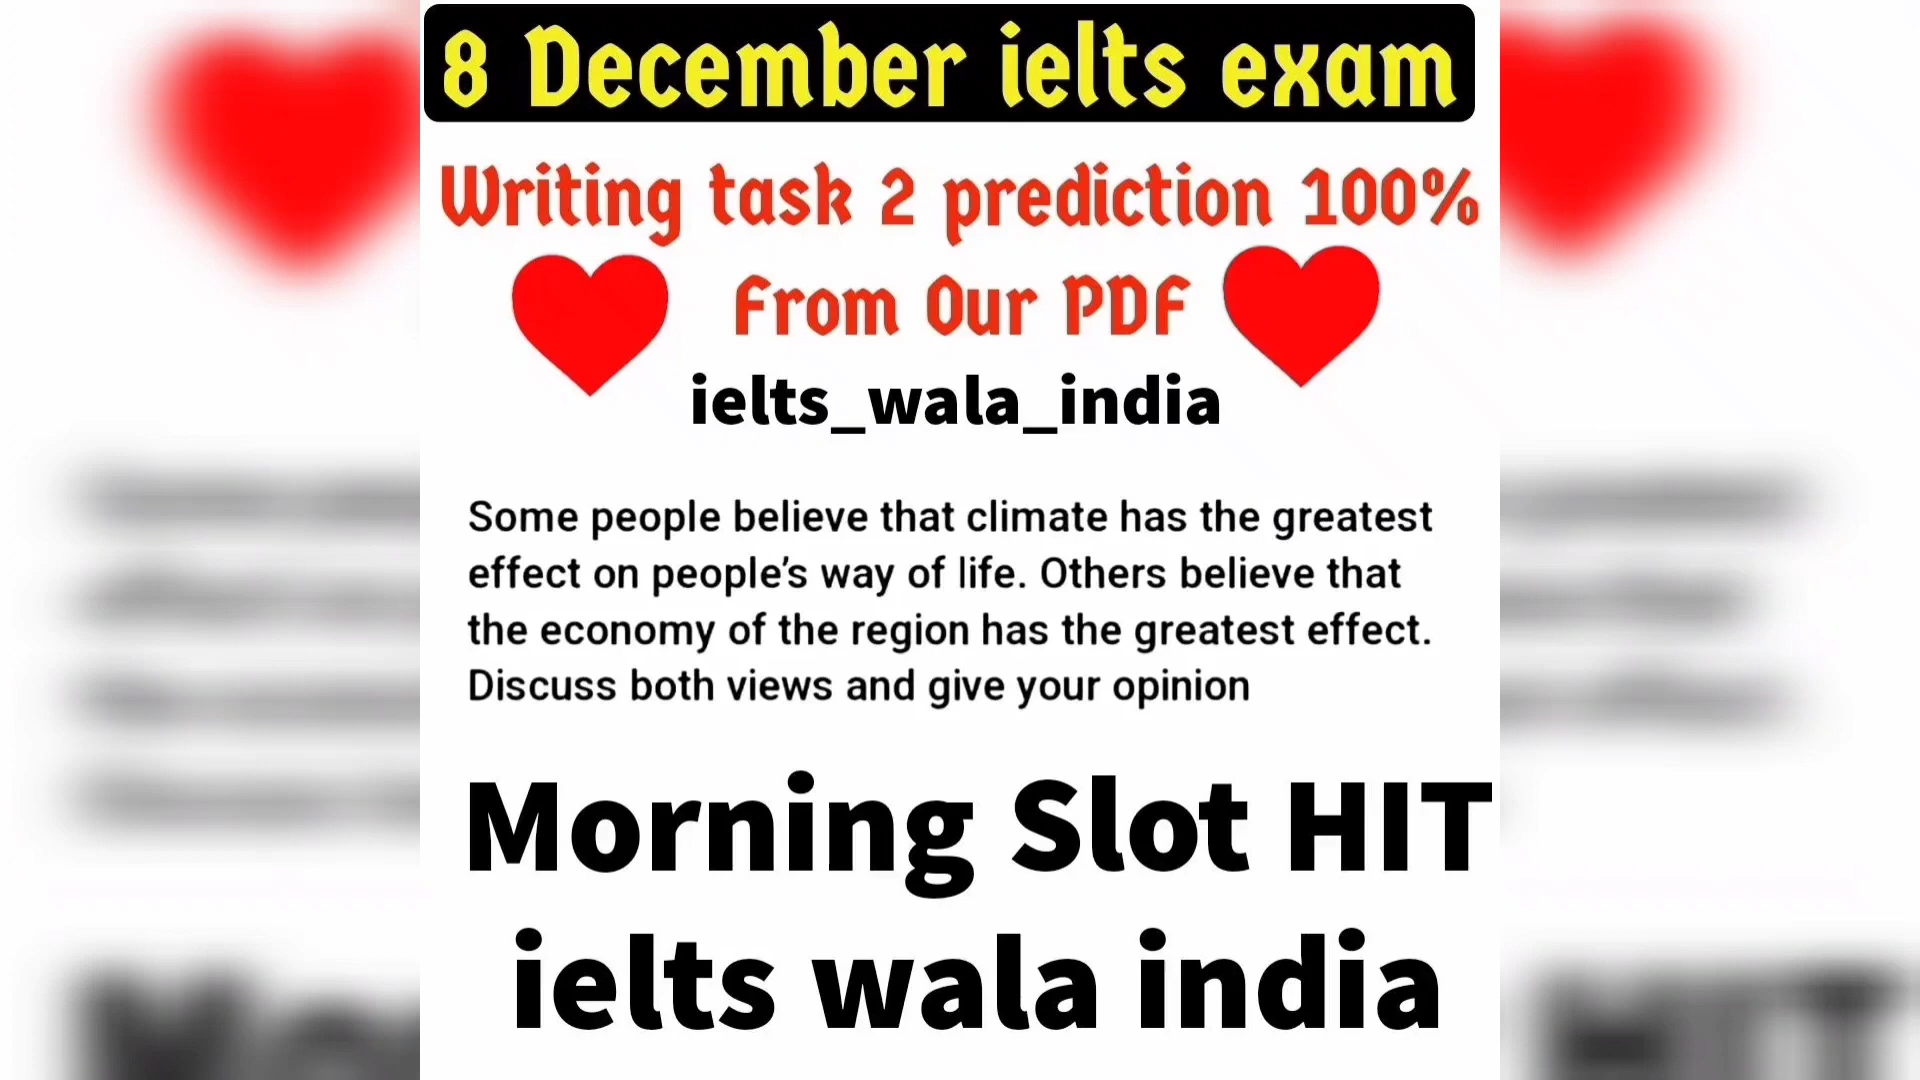 8 December ielts exam
Writing task 2 prediction 100%
From Our PDF
ielts_wala_india
Some people believe that climate has the greatest
effect on people’s way of life. Others believe that
the economy of the region has the greatest effect.
Discuss both views and give your opinion
Morning Slot HIT
ielts wala india